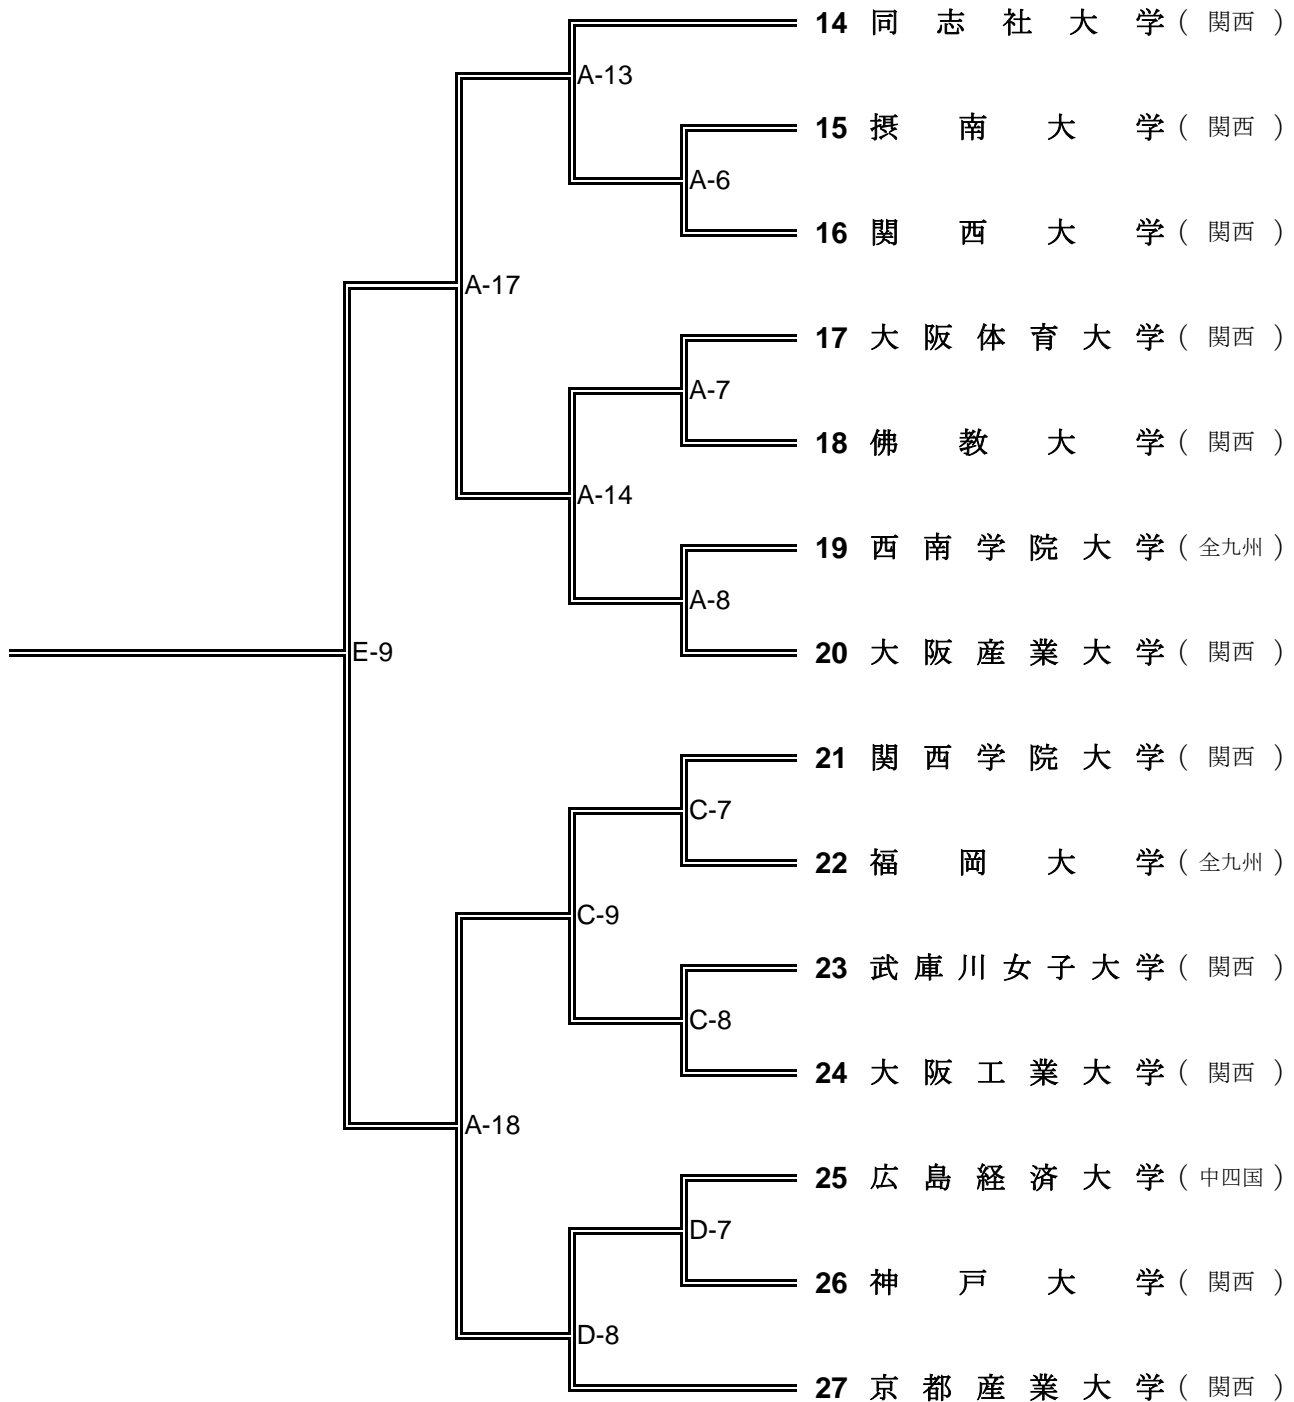 14 同志社大学(関西)
A-13
15 摂南大学(関西)
A-6
16 関西大学(関西)
A-17
17 大阪体育大学(関西)
A-7
18 佛教大学(関西)
A-14
19 西南学院大学(全九州)
A-8
E-9
20 大阪産業大学(関西)
21 関西学院大学(関西)
C-7
22 福岡大学(全九州)
C-9
23 武庫川女子大学(関西)
C-8
24 大阪工業大学(関西)
A-18
25 広島経済大学(中四国)
D-7
26 神戸大学(関西)
D-8
27 京都産業大学(関西)